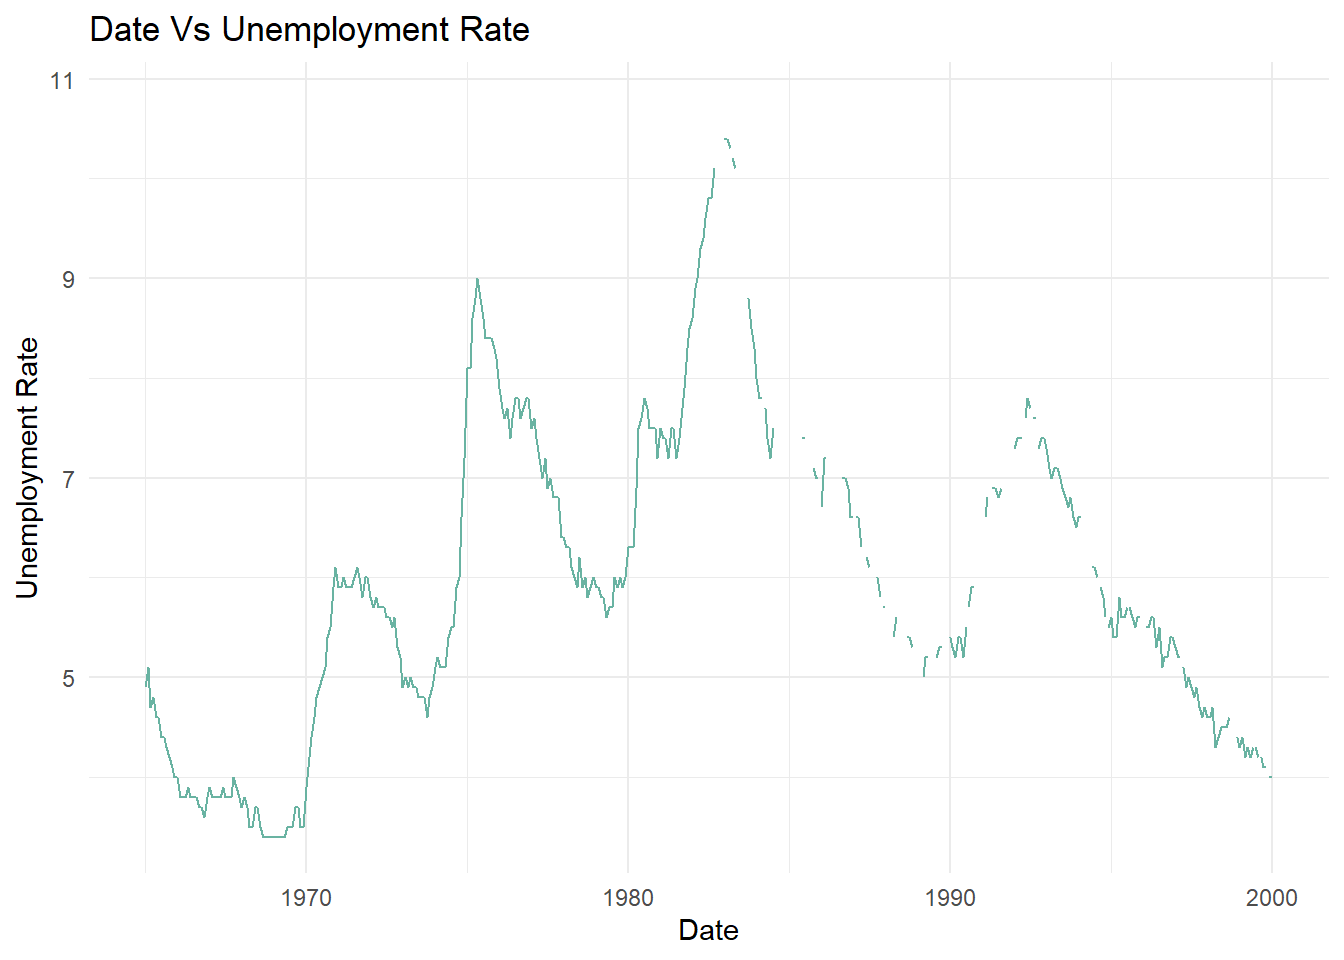 Date Vs Unemployment Rate
11
9
7
5
Unemployment Rate
1970 1980 1990 2000
Date